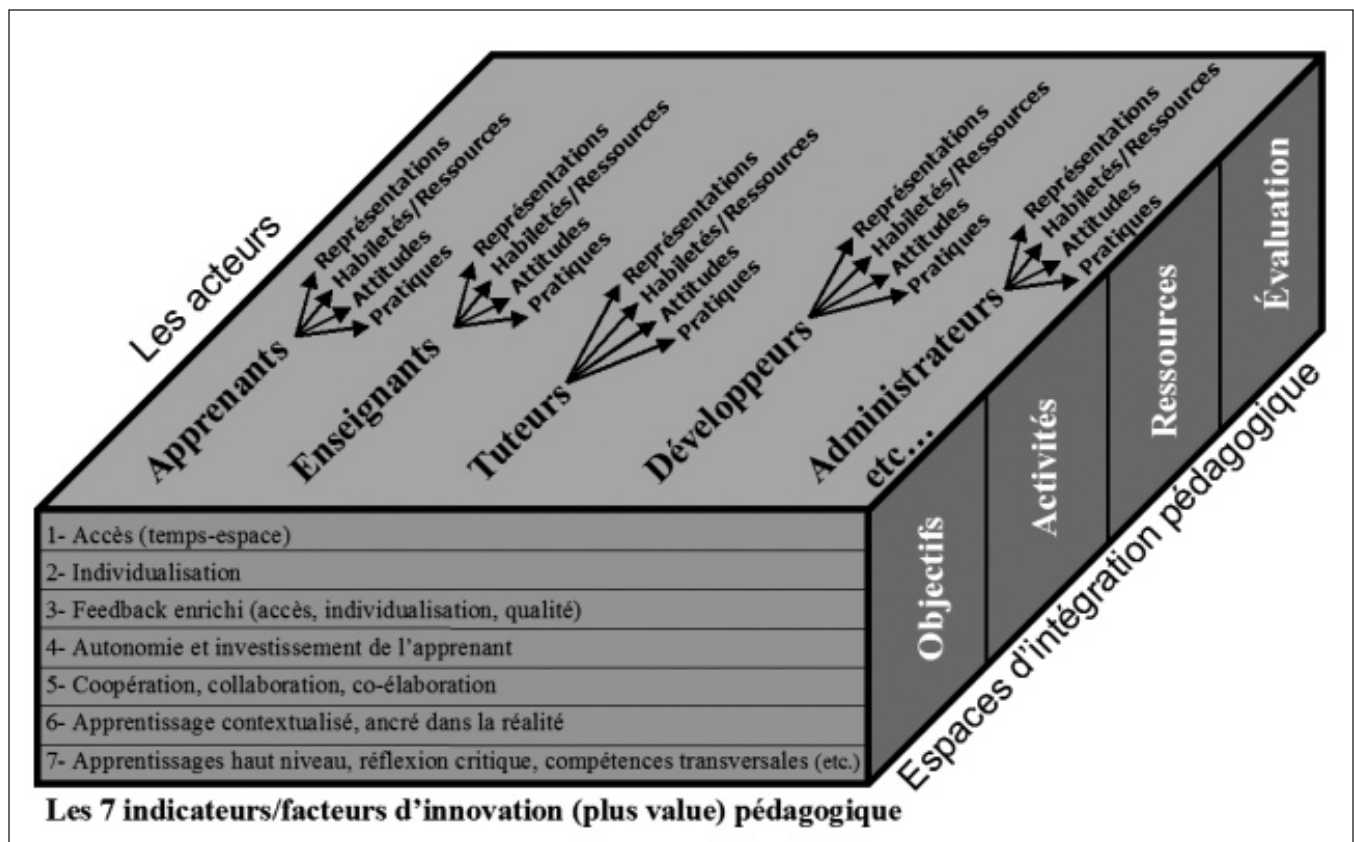 Les acteurs
Apprenants
Représentations
Habiletés/Ressources
Attitudes
Pratiques
Enseignants
Représentations
Habiletés/Ressources
Attitudes
Pratiques
Tuteurs
Représentations
Habiletés/Ressources
Attitudes
Pratiques
Développeurs
Représentations
Habiletés/Ressources
Attitudes
Pratiques
Administrateurs
Représentations
Habiletés/Ressources
Attitudes
Pratiques
etc...
Objectifs
Activités
Ressources
Évaluation
Espaces d'intégration pédagogique
1- Accès (temps-espace)
2- Individualisation
3- Feedback enrichi (accès, individualisation, qualité)
4- Autonomie et investissement de l'apprenant
5- Coopération, collaboration, co-élaboration
6- Apprentissage contextualisé, ancré dans la réalité
7- Apprentissages haut niveau, réflexion critique, compétences transversales (etc.)
Les 7 indicateurs/facteurs d'innovation (plus value) pédagogique